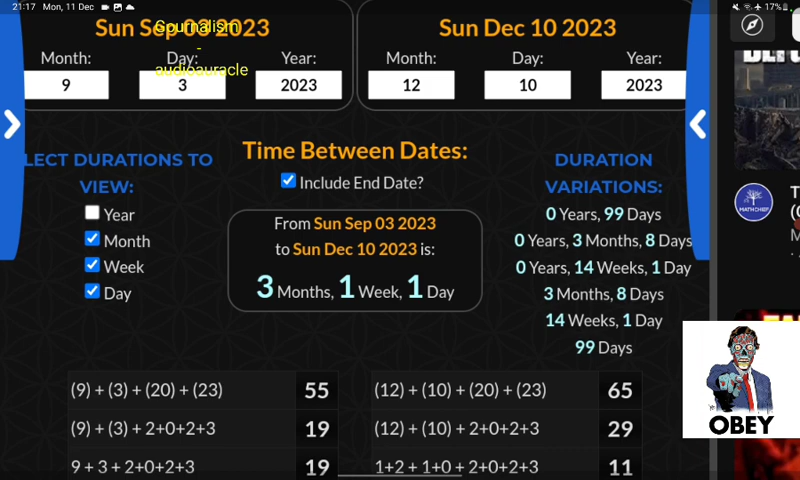 21:17 Mon, 11 Dec
17%
Sun Sep 03 2023
Gournalism
-
audioauracle
Month:
Day:
Year:
9
3
2023
Sun Dec 10 2023
Month:
Day:
Year:
12
10
2023
LECT DURATIONS TO
VIEW:
Year
Month
Week
Day
Time Between Dates:
Include End Date?
From Sun Sep 03 2023
to Sun Dec 10 2023 is:
3 Months, 1 Week, 1 Day
DURATION
VARIATIONS:
0 Years, 99 Days
0 Years, 3 Months, 8 Days
0 Years, 14 Weeks, 1 Day
3 Months, 8 Days
14 Weeks, 1 Day
99 Days
(9) + (3) + (20) + (23) 55
(9) + (3) + 2+0+2+3 19
9 + 3 + 2+0+2+3 19
(12) + (10) + (20) + (23) 65
(12) + (10) + 2+0+2+3 29
1+2 + 1+0 + 2+0+2+3 11
MATHCHIEF
T
(
M
OBEY